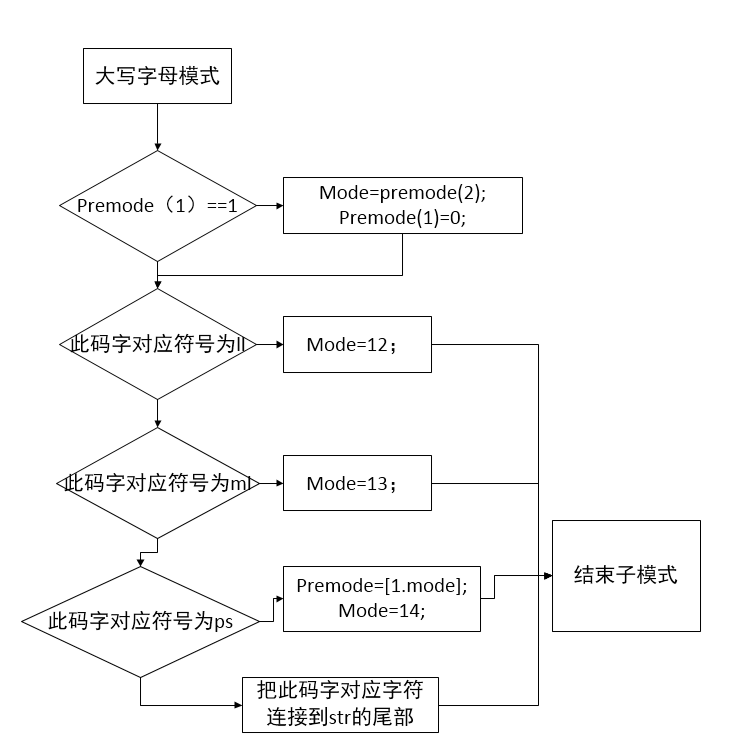 大写字母模式
Premode（1）==1
Mode=premode(2);
Premode(1)=0;
此码字对应符号为ll
Mode=12；
此码字对应符号为ml
Mode=13；
此码字对应符号为ps
Premode=[1.mode];
Mode=14;
结束子模式
把此码字对应字符
连接到str的尾部